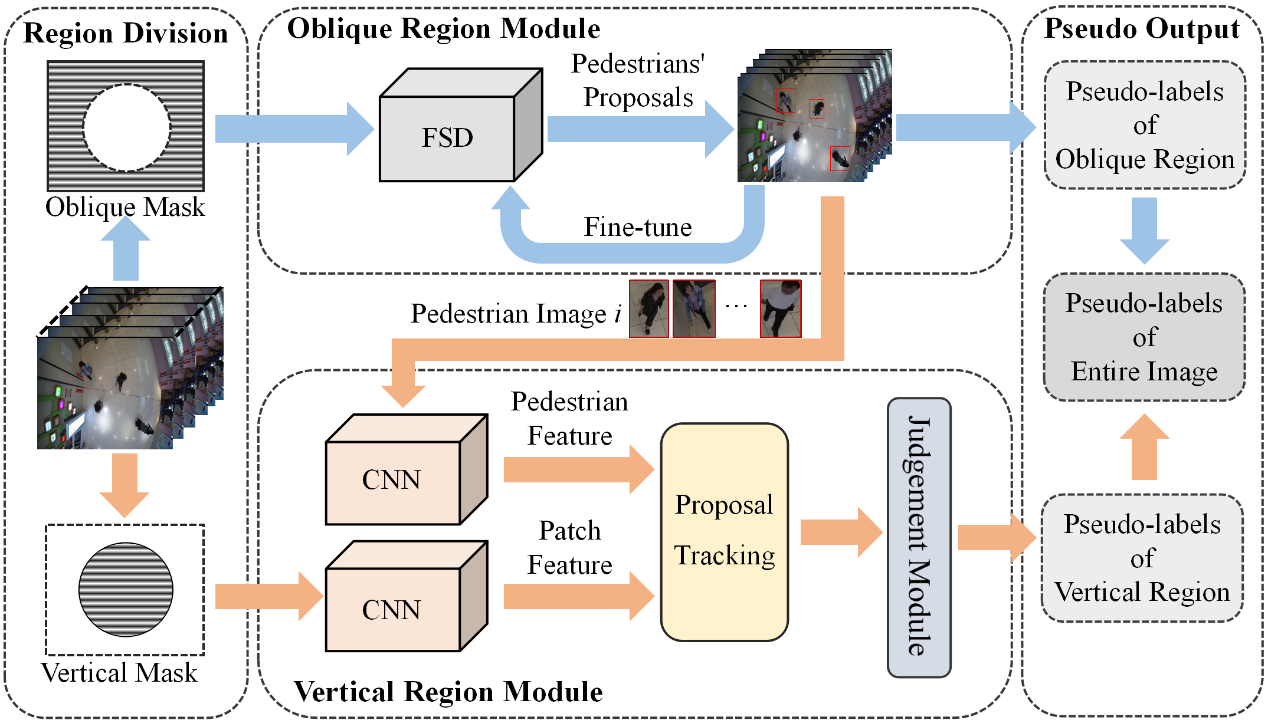 Region Division
Oblique Mask
Vertical Mask
Oblique Region Module
FSD
Pedestrians'
Proposals
Fine-tune
Pedestrian Image i
...
CNN
Pedestrian
Feature
CNN
Patch
Feature
Proposal
Tracking
Judgement Module
Vertical Region Module
Pseudo Output
Pseudo-labels
of
Oblique Region
Pseudo-labels
of
Entire Image
Pseudo-labels
of
Vertical Region